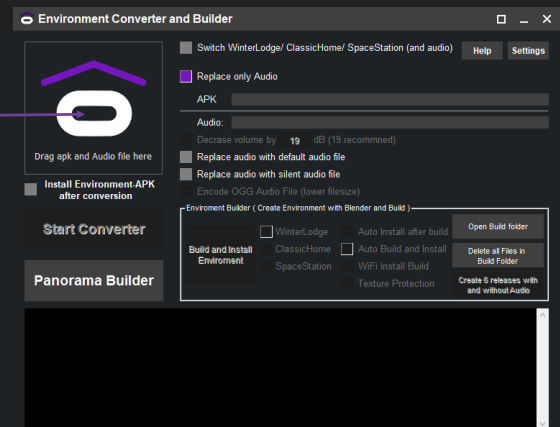 Environment Converter and Builder
Switch WinterLodge/ ClassicHome/ SpaceStation (and audio)
Help
Settings
Replace only Audio
APK
Audio:
Decrase volume by 19 dB (19 recommned)
Drag apk and Audio file here
Replace audio with default audio file
Replace audio with silent audio file
Encode OGG Audio File (lower filesize)
Install Environment-APK
after conversion
Start Converter
Panorama Builder
Enviroment Builder ( Create Environment with Blender and Build )
Build and Install
Enviroment
WinterLodge
ClassicHome
SpaceStation
Auto Install after build
Auto Build and Install
WiFi Install Build
Texture Protection
Open Build folder
Delete all Files in
Build Folder
Create 6 releases with
and without Audio